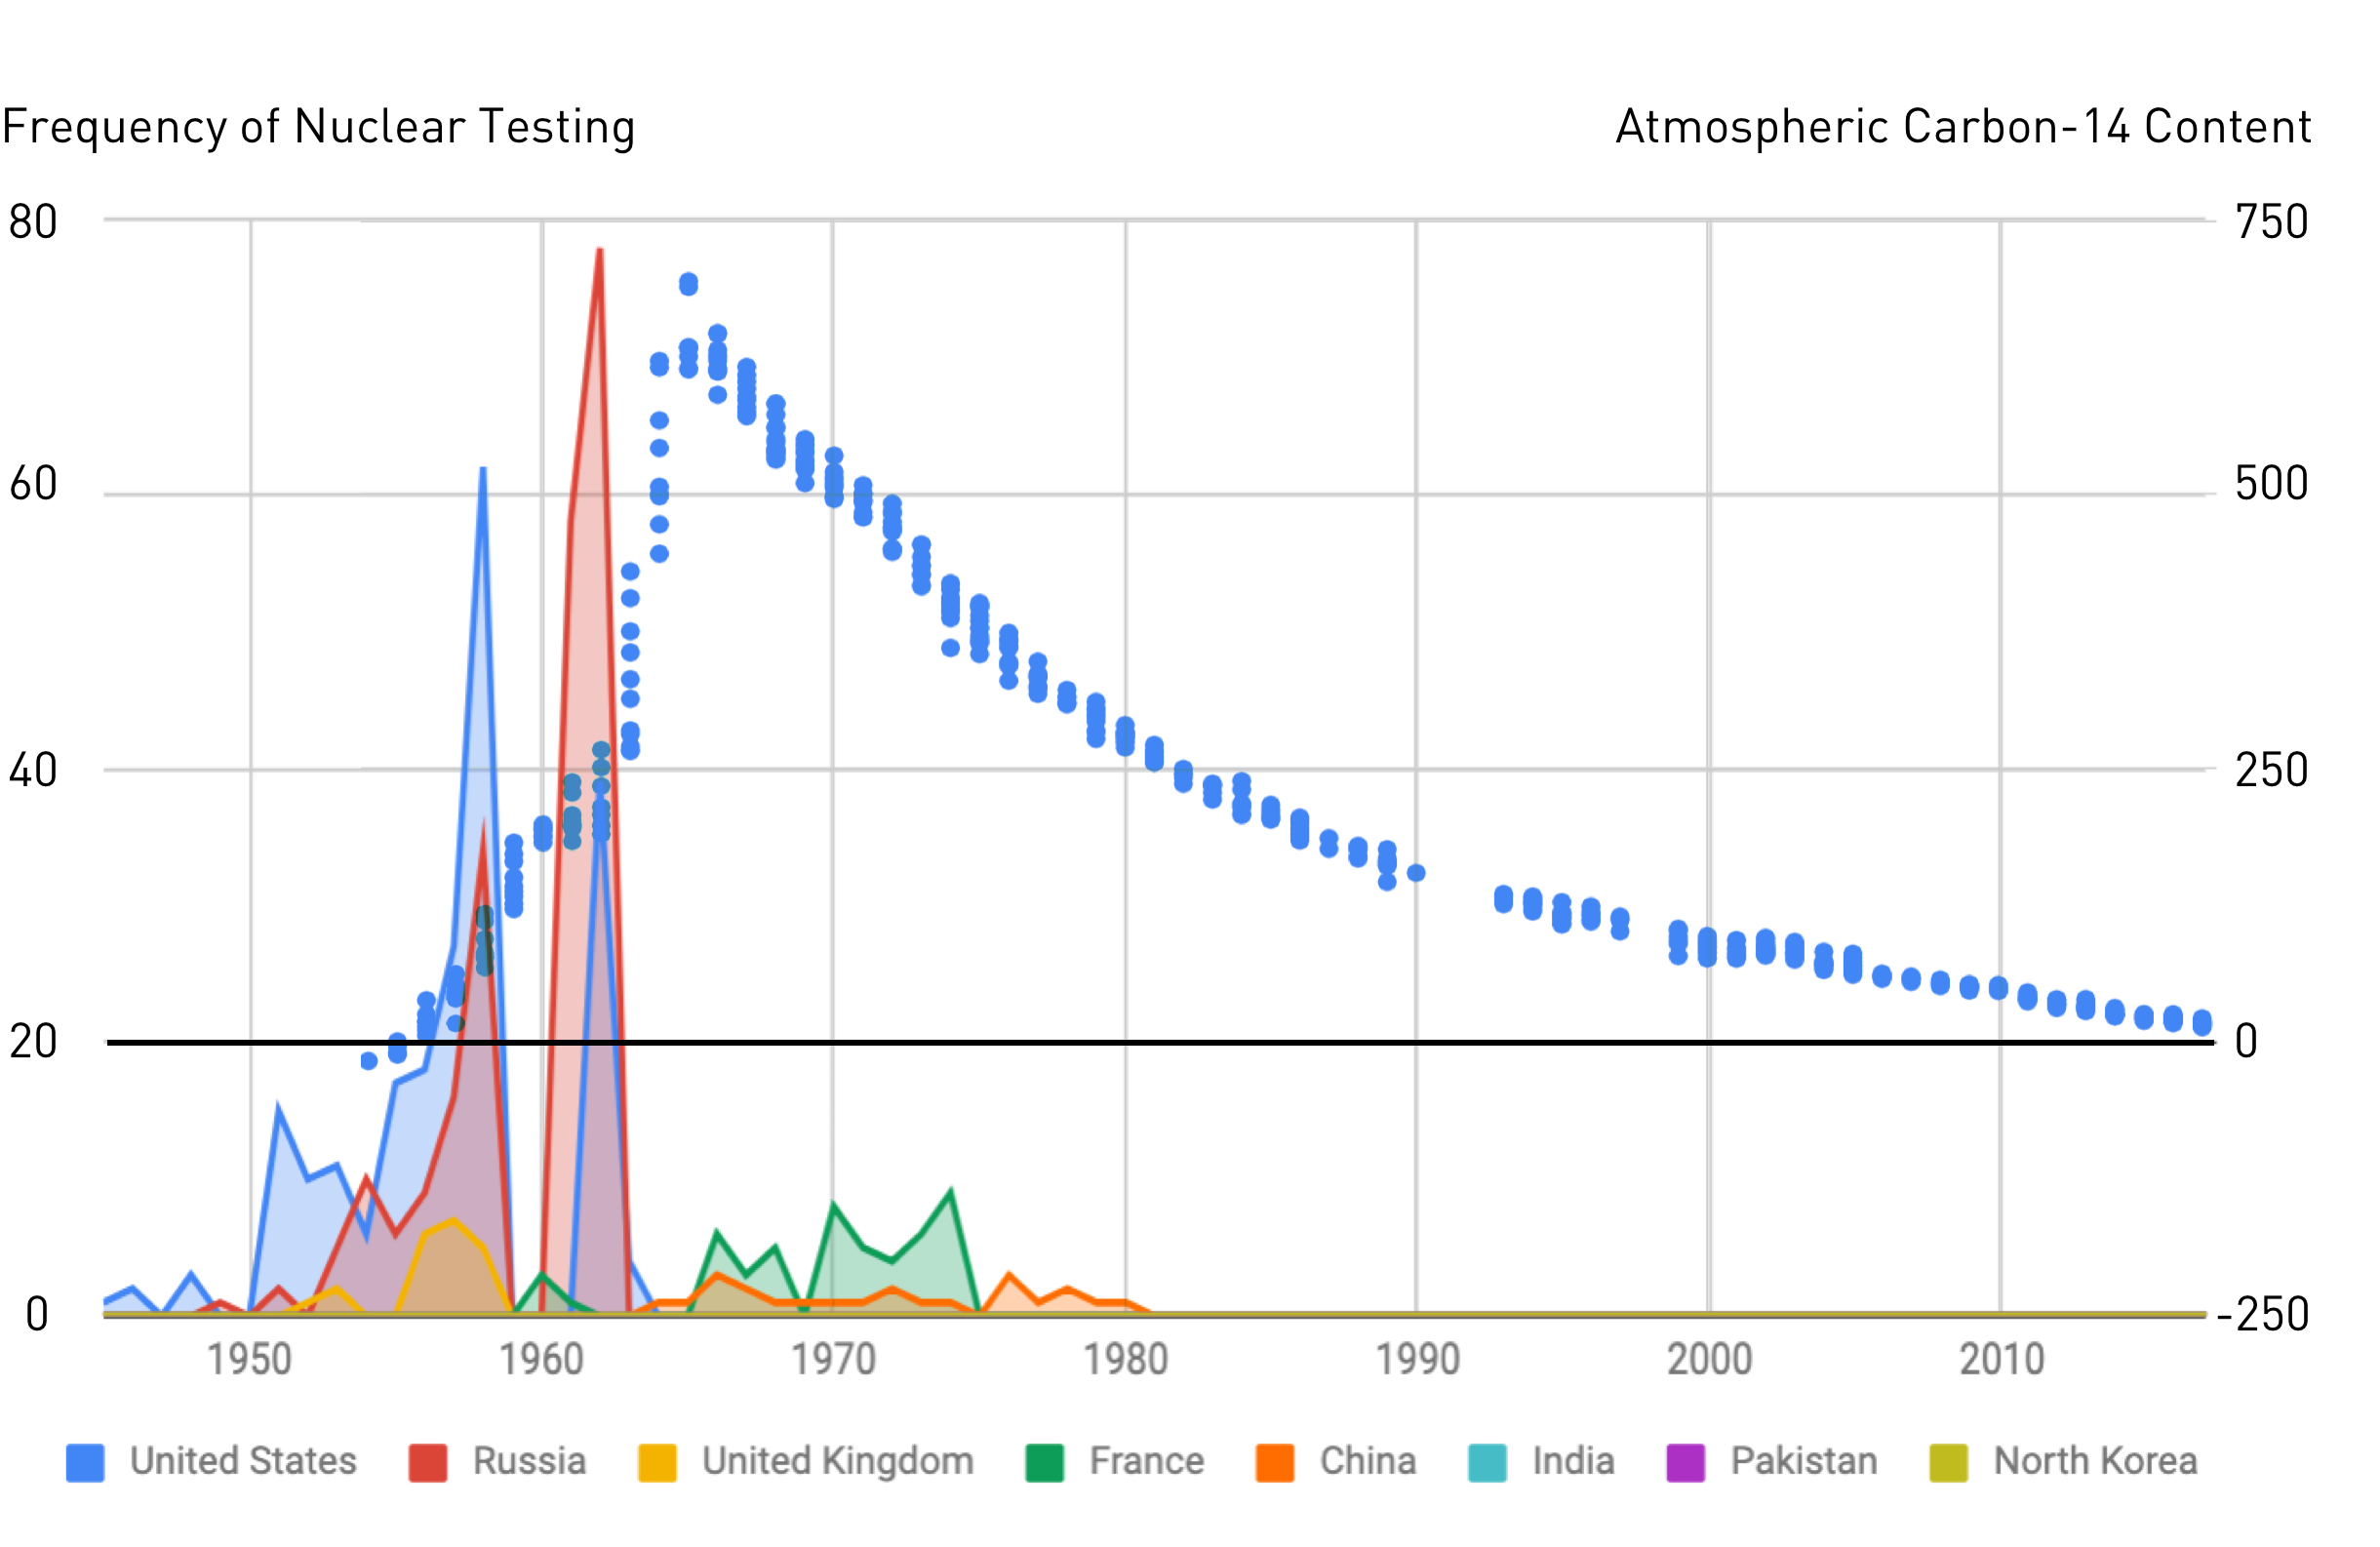 Frequency of Nuclear Testing Atmospheric Carbon-14 Content
80 750
60 500
40 250
20 0
0 -250
1950 1960 1970 1980 1990 2000 2010
United States Russia United Kingdom France China India Pakistan North Korea